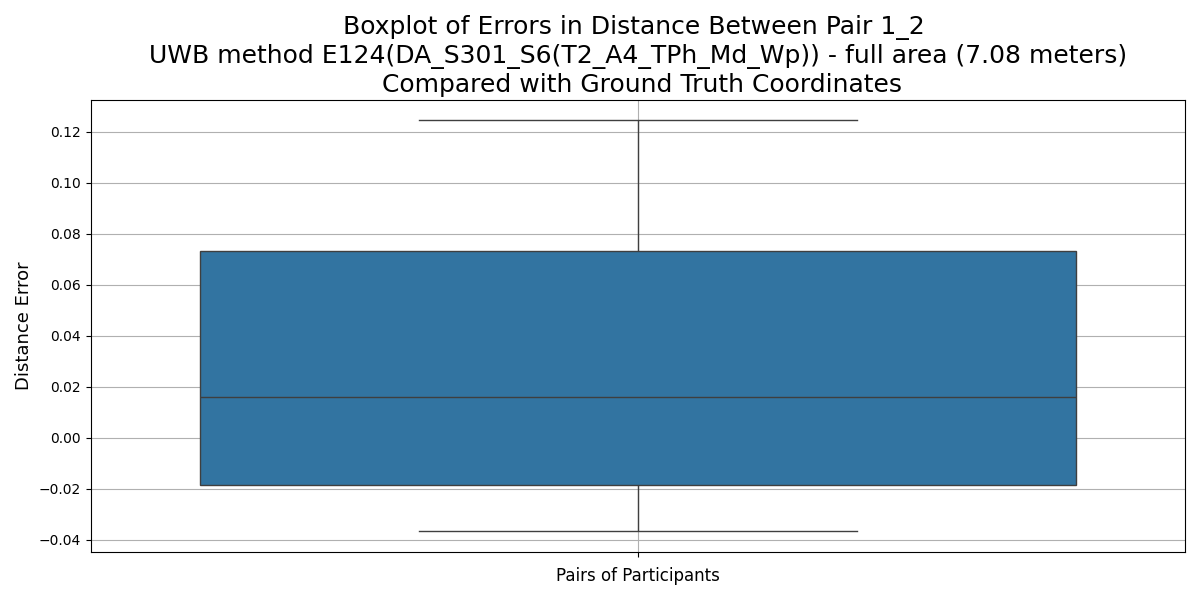 Boxplot of Errors in Distance Between Pair 1_2
UWB method E124(DA_S301_S6(T2_A4_TPh_Md_Wp)) - full area (7.08 meters)
Compared with Ground Truth Coordinates
0.12
0.10
0.08
0.06
0.04
0.02
0.00
−0.02
−0.04
Distance Error
Pairs of Participants